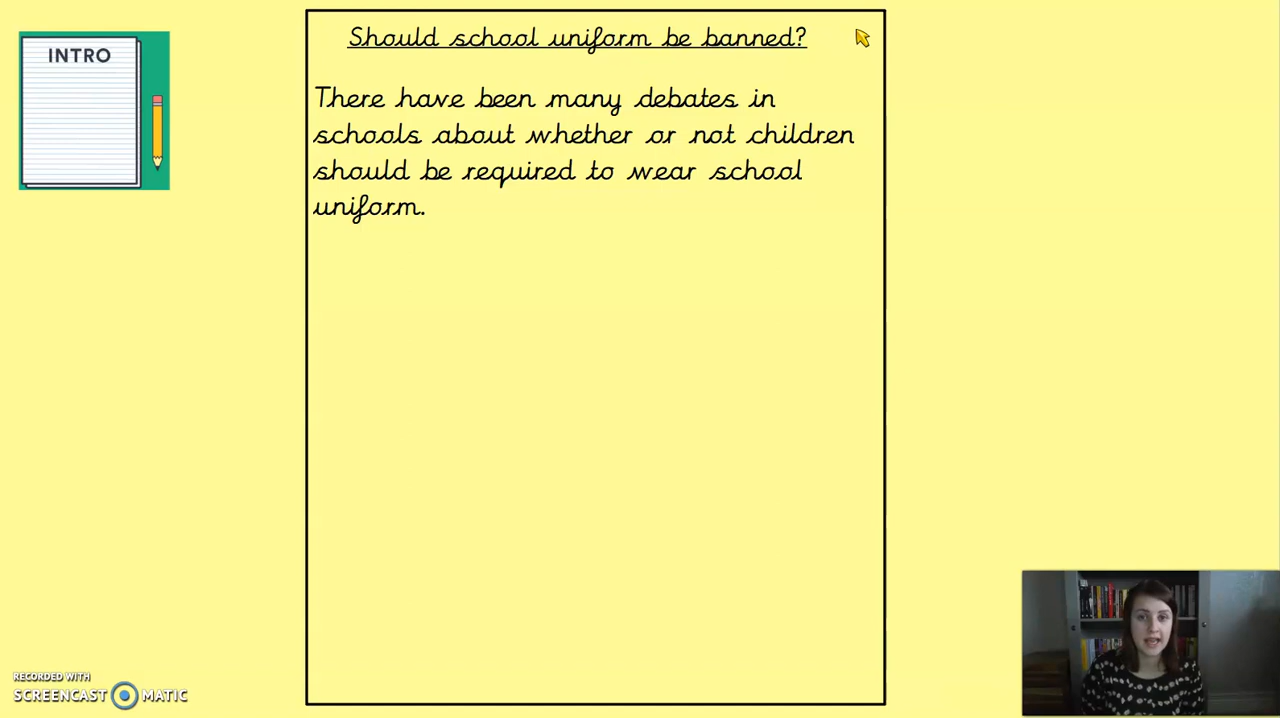 INTRO
Should school uniform be banned?
There have been many debates in
schools about whether or not children
should be required to wear school
uniform.
RECORDED WITH
SCREENCAST MATIC